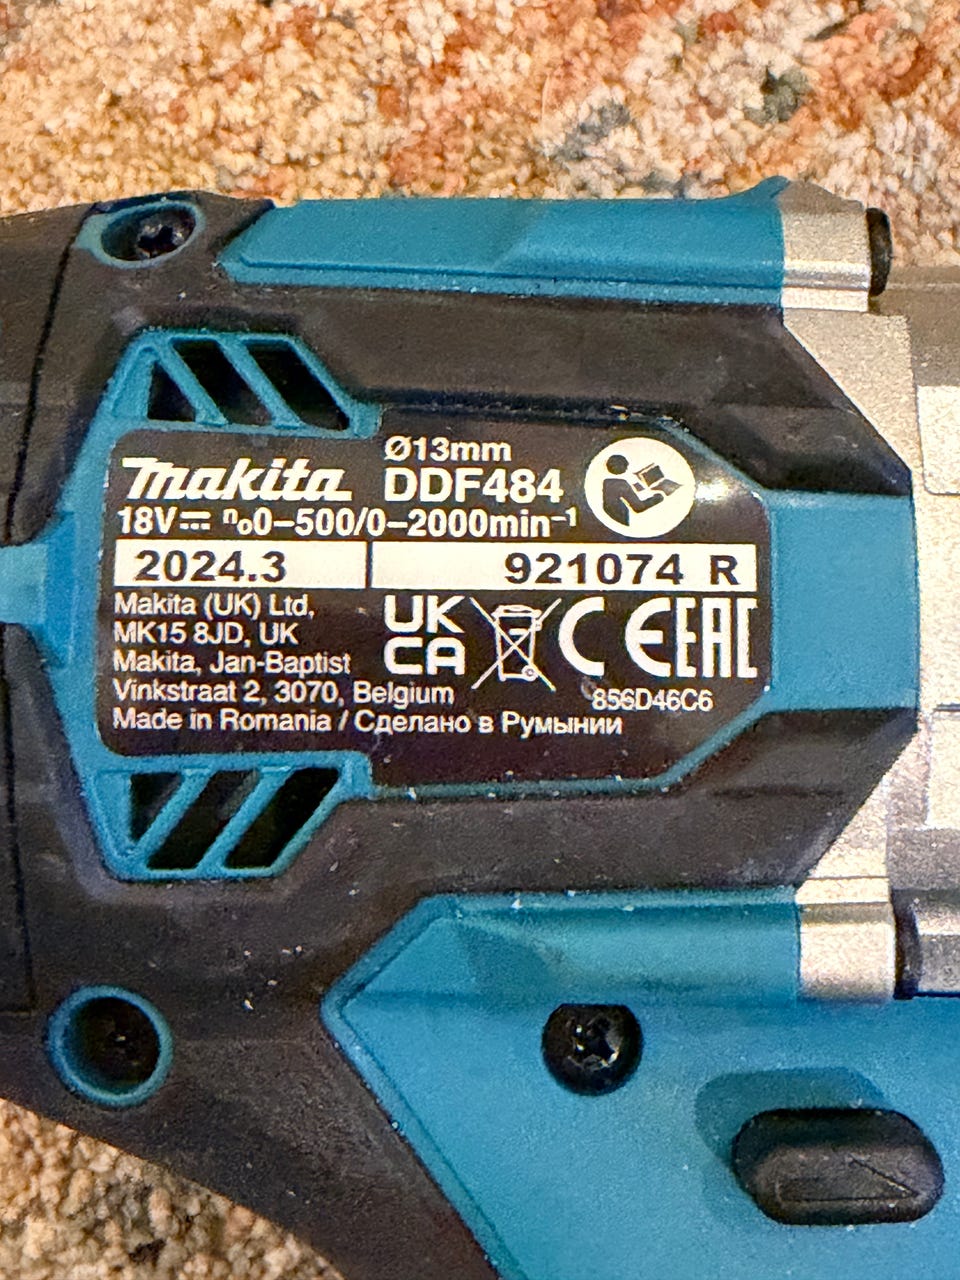 Ø13mm
makita DDF484
18V⎓ n₀0–500/0–2000min⁻¹
2024.3 921074 R
Makita (UK) Ltd,
MK15 8JD, UK
Makita, Jan-Baptist
Vinkstraat 2, 3070, Belgium
Made in Romania / Сделано в Румынии
UK
CA
CE EAC
856D46C6